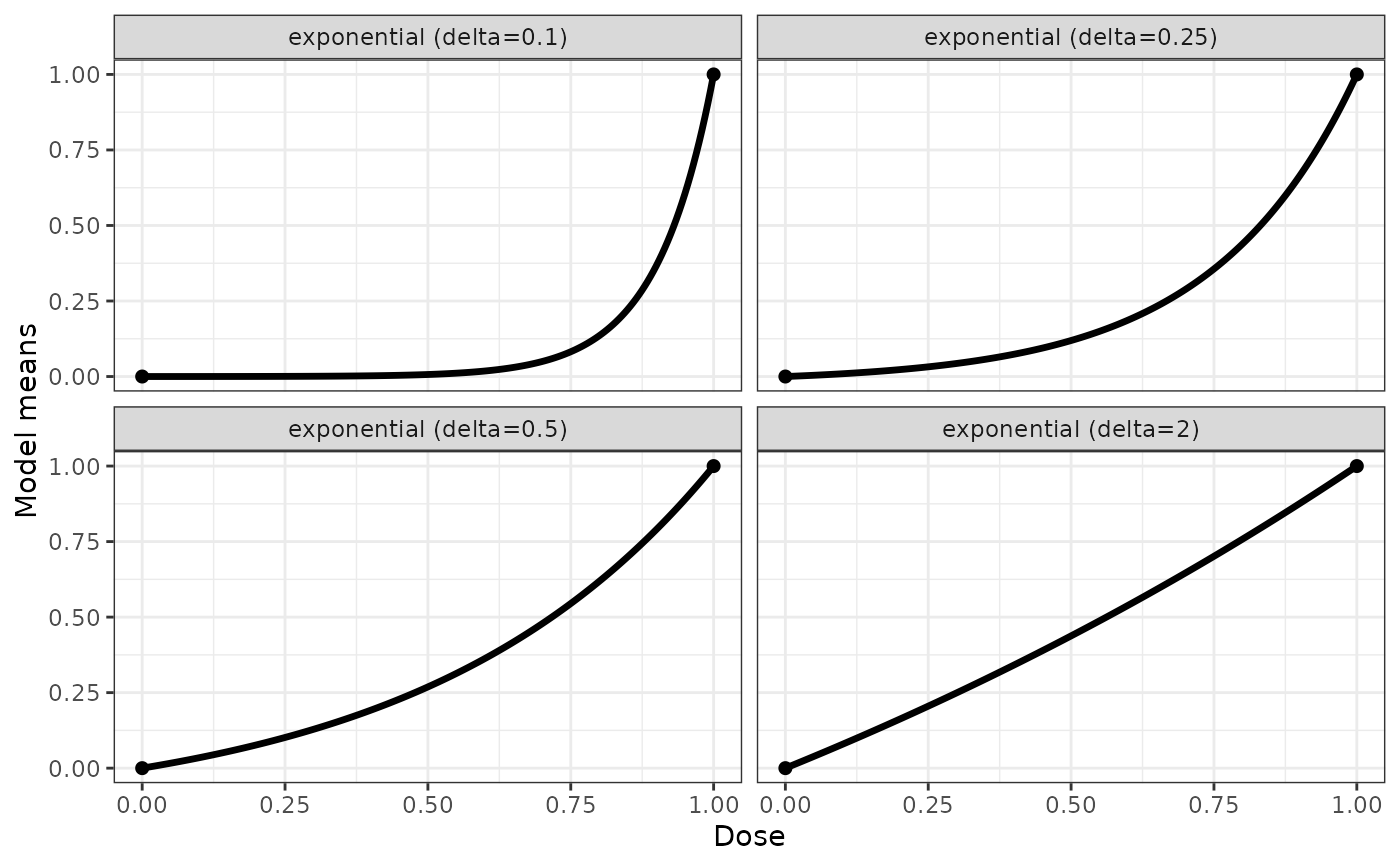 exponential (delta=0.1)
exponential (delta=0.25)
1.00
0.75
0.50
0.25
0.00
Model means
exponential (delta=0.5)
exponential (delta=2)
1.00
0.75
0.50
0.25
0.00
0.00 0.25 0.50 0.75 1.00 0.00 0.25 0.50 0.75 1.00
Dose